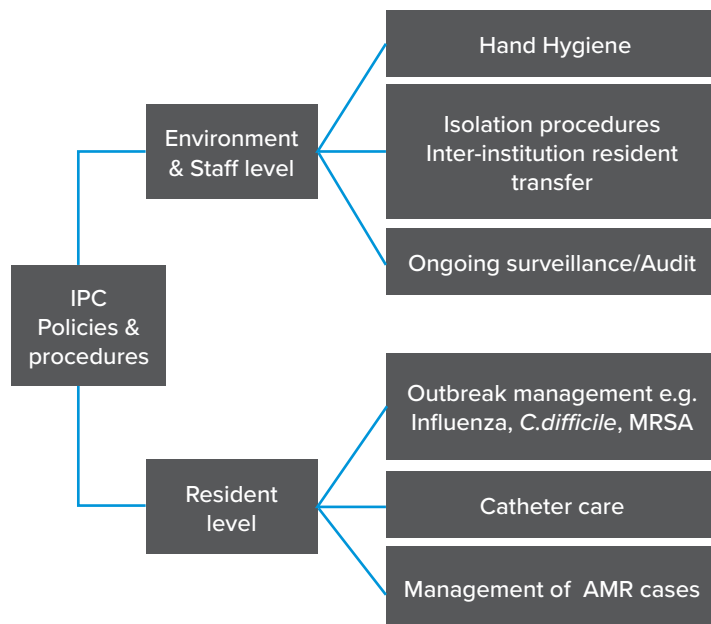 Hand Hygiene
Environment
& Staff level
Isolation procedures
Inter-institution resident
transfer
Ongoing surveillance/Audit
IPC
Policies &
procedures
Outbreak management e.g.
Influenza, C.difficile, MRSA
Resident
level
Catheter care
Management of  AMR cases